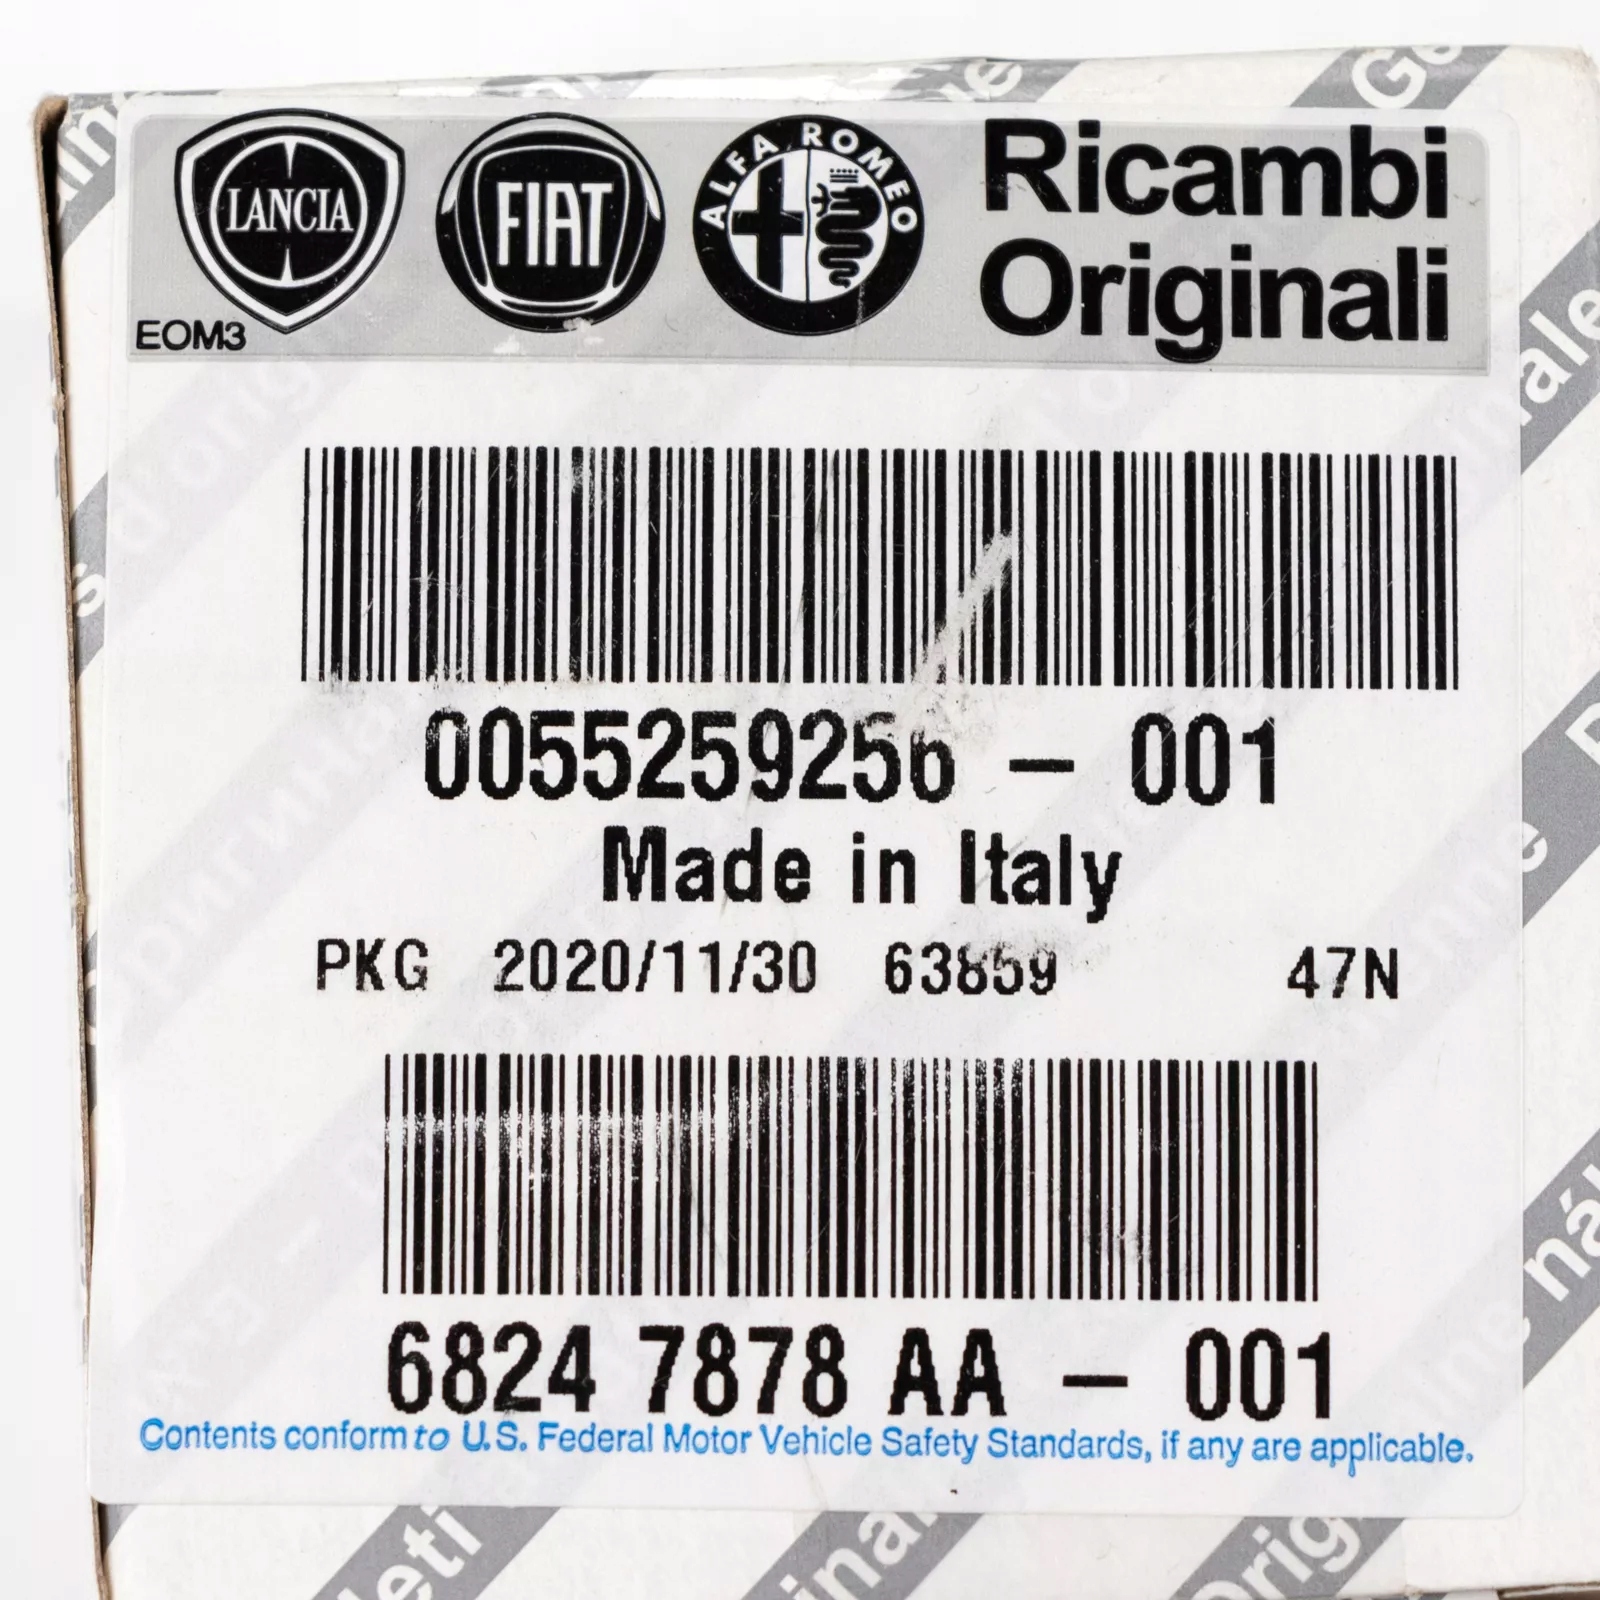 LANCIA FIAT ALFA ROMEO Ricambi
Originali
EOM3
0055259256 – 001
Made in Italy
PKG 2020/11/30 63859 47N
6824 7878 AA – 001
Contents conform to U.S. Federal Motor Vehicle Safety Standards, if any are applicable.